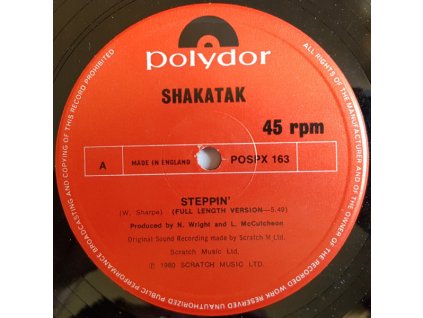 polydor
SHAKATAK
45 rpm
A
MADE IN ENGLAND
POSPX 163
STEPPIN'
(W. Sharpe) (FULL LENGTH VERSION—5.49)
Produced by N. Wright and L. McCutcheon
Original Sound Recording made by Scratch M Ltd.
Scratch Music Ltd.
Ⓟ 1980 SCRATCH MUSIC LTD.
ALL RIGHTS OF THE MANUFACTURER AND OF THE OWNER OF THE RECORDED WORK RESERVED UNAUTHORIZED PUBLIC PERFORMANCE BROADCASTING AND COPYING OF THIS RECORD PROHIBITED